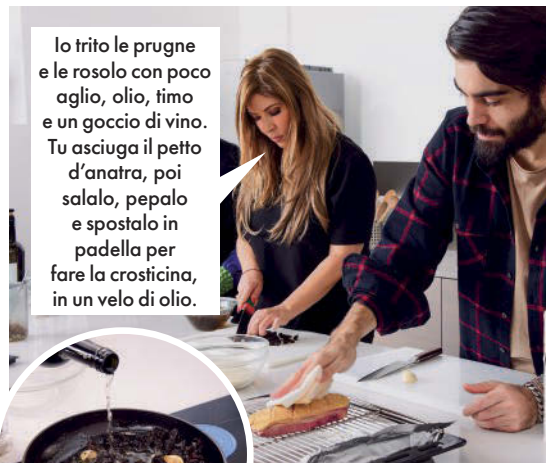 Io trito le prugne
e le rosolo con poco
aglio, olio, timo
e un goccio di vino.
Tu asciuga il petto
d'anatra, poi
salalo, pepalo
e spostalo in
padella per
fare la crosticina,
in un velo di olio.